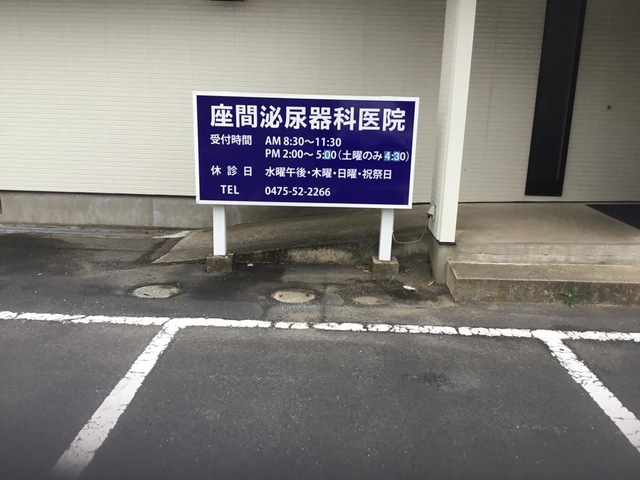 座間泌尿器科医院
受付時間 AM 8:30～11:30
PM 2:00～ 5:00(土曜のみ 4:30)
休診日 水曜午後・木曜・日曜・祝祭日
TEL 0475-52-2266